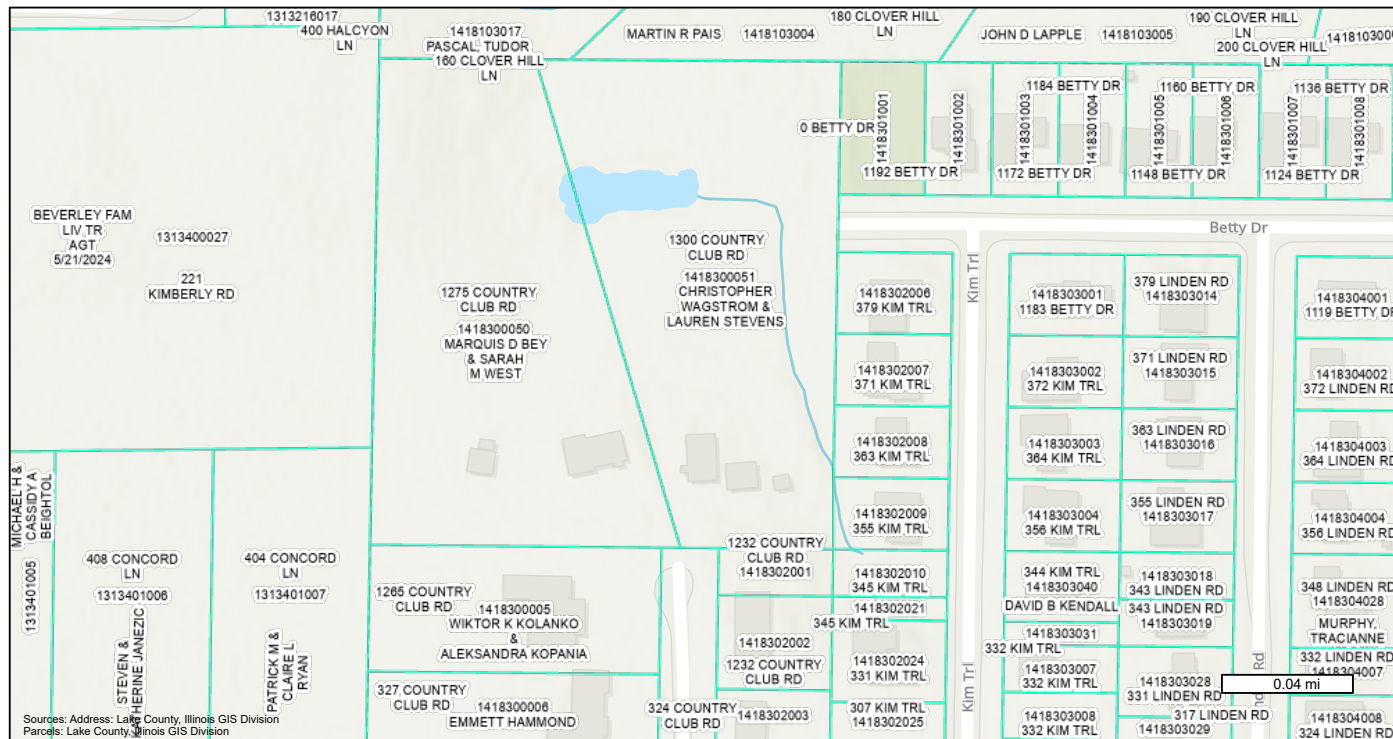 1313216017
400 HALCYON
LN
1418103017
PASCAL, TUDOR
160 CLOVER HILL
LN
MARTIN R PAIS
1418103004
180 CLOVER HILL
LN
JOHN D LAPPLE
1418103005
190 CLOVER HILL
LN
200 CLOVER HILL
LN
0 BETTY DR
1418301001
1192 BETTY DR
1418301002
1418301003
1172 BETTY DR
1184 BETTY DR
1418301004
1418301005
1148 BETTY DR
1160 BETTY DR
1418301006
1418301007
1124 BETTY DR
1136 BETTY DR
1418301008
Betty Dr
BEVERLEY FAM
LIV TR
AGT
5/21/2024
1313400027
221
KIMBERLY RD
1275 COUNTRY
CLUB RD
1418300050
MARQUIS D BEY
& SARAH
M WEST
1300 COUNTRY
CLUB RD
1418300051
CHRISTOPHER
WAGSTROM &
LAUREN STEVENS
Kim Trl
1418302006
379 KIM TRL
1418302007
371 KIM TRL
1418302008
363 KIM TRL
1418302009
355 KIM TRL
1418302010
345 KIM TRL
1418302021
345 KIM TRL
1418302024
331 KIM TRL
307 KIM TRL
1418302025
1418303001
1183 BETTY DR
1418303002
372 KIM TRL
1418303003
364 KIM TRL
1418303004
356 KIM TRL
344 KIM TRL
1418303040
DAVID B KENDALL
1418303031
332 KIM TRL
1418303007
332 KIM TRL
1418303008
332 KIM TRL
Kim Trl
379 LINDEN RD
1418303014
371 LINDEN RD
1418303015
363 LINDEN RD
1418303016
355 LINDEN RD
1418303017
1418303018
343 LINDEN RD
343 LINDEN RD
1418303019
1418303028
331 LINDEN RD
317 LINDEN RD
1418303029
1418304001
1119 BETTY DR
1418304002
372 LINDEN RD
1418304003
364 LINDEN RD
1418304004
356 LINDEN RD
348 LINDEN RD
1418304028
MURPHY,
TRACIANNE
332 LINDEN RD
1418304007
1418304008
324 LINDEN RD
MICHAEL H &
CASSIDY A
BEIGHTOL
1313401005
408 CONCORD
LN
1313401006
STEVEN &
KATHERINE JANEZIC
404 CONCORD
LN
1313401007
PATRICK M &
CLAIRE L
RYAN
1265 COUNTRY
CLUB RD
1418300005
WIKTOR K KOLANKO
&
ALEKSANDRA KOPANIA
327 COUNTRY
CLUB RD
1418300006
EMMETT HAMMOND
1232 COUNTRY
CLUB RD
1418302001
1418302002
1232 COUNTRY
CLUB RD
324 COUNTRY
CLUB RD
1418302003
0.04 mi
Sources: Address: Lake County, Illinois GIS Division
Parcels: Lake County, Illinois GIS Division